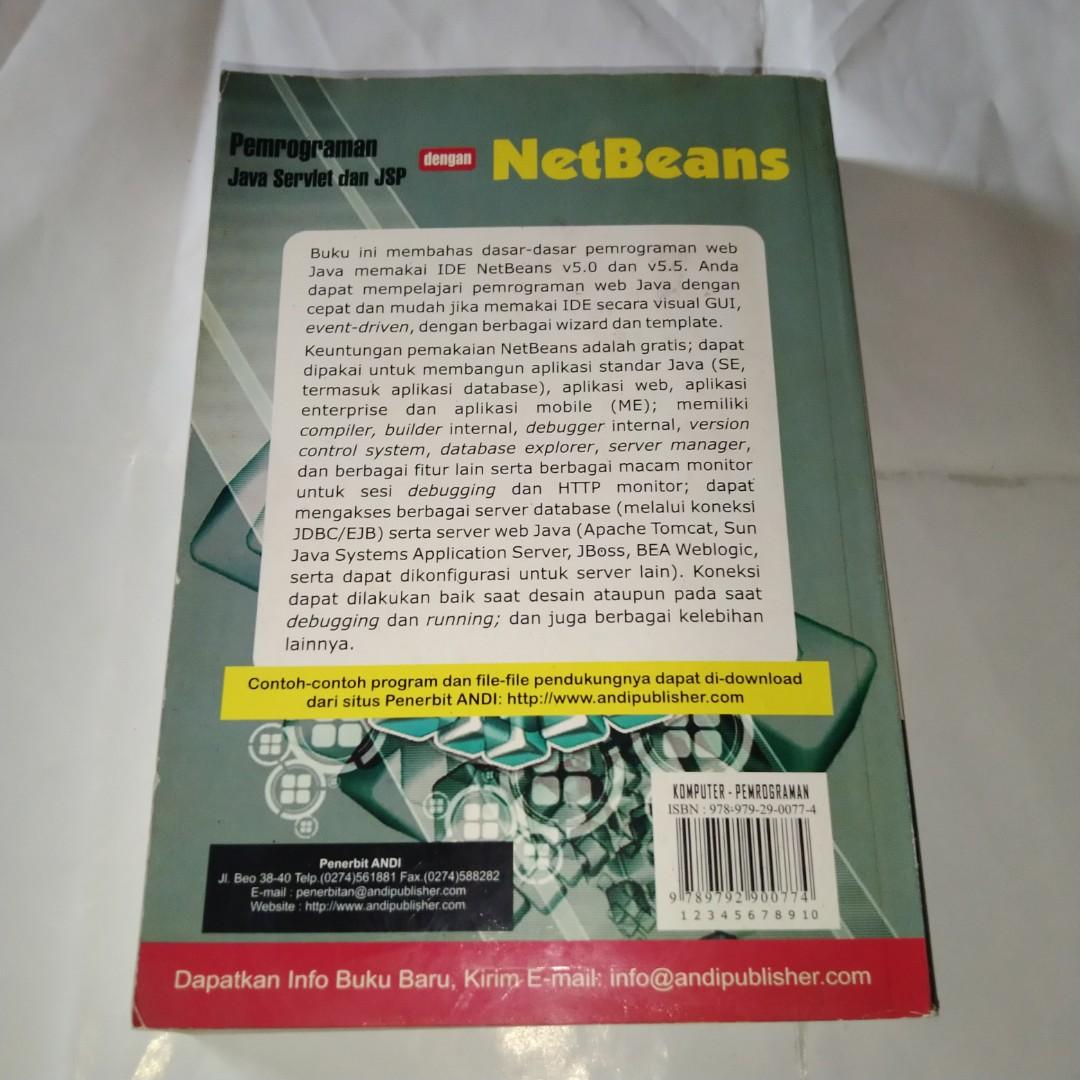 Pemrograman
Java Servlet dan JSP
dengan
NetBeans
Buku ini membahas dasar-dasar pemrograman web
Java memakai IDE NetBeans v5.0 dan v5.5. Anda
dapat mempelajari pemrograman web Java dengan
cepat dan mudah jika memakai IDE secara visual GUI,
event-driven, dengan berbagai wizard dan template.
Keuntungan pemakaian NetBeans adalah gratis; dapat
dipakai untuk membangun aplikasi standar Java (SE,
termasuk aplikasi database), aplikasi web, aplikasi
enterprise dan aplikasi mobile (ME); memiliki
compiler, builder internal, debugger internal, version
control system, database explorer, server manager,
dan berbagai fitur lain serta berbagai macam monitor
untuk sesi debugging dan HTTP monitor; dapat
mengakses berbagai server database (melalui koneksi
JDBC/EJB) serta server web Java (Apache Tomcat, Sun
Java Systems Application Server, JBoss, BEA Weblogic,
serta dapat dikonfigurasi untuk server lain). Koneksi
dapat dilakukan baik saat desain ataupun pada saat
debugging dan running; dan juga berbagai kelebihan
lainnya.
Contoh-contoh program dan file-file pendukungnya dapat di-download
dari situs Penerbit ANDI: http://www.andipublisher.com
KOMPUTER - PEMROGRAMAN
ISBN : 978-979-29-0077-4
9 789792 900774
1 2 3 4 5 6 7 8 9 10
Penerbit ANDI
Jl. Beo 38-40 Telp.(0274)561881 Fax.(0274)588282
E-mail : penerbitan@andipublisher.com
Website : http://www.andipublisher.com
Dapatkan Info Buku Baru, Kirim E-mail: info@andipublisher.com